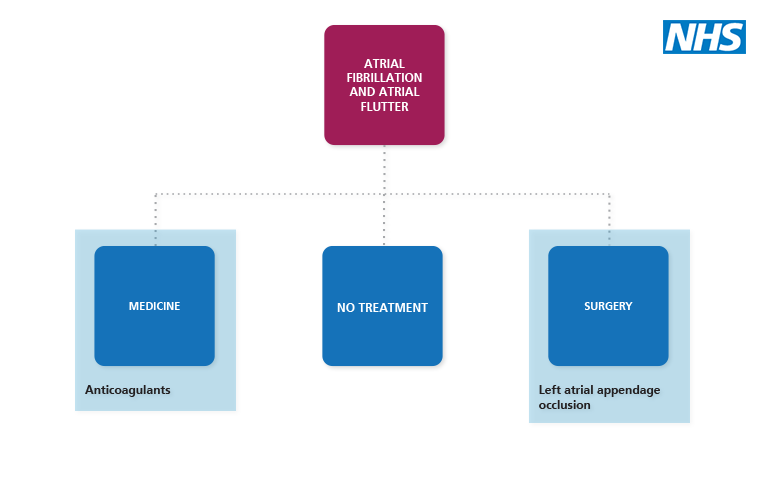 NHS
ATRIAL
FIBRILLATION
AND ATRIAL
FLUTTER
MEDICINE
NO TREATMENT
SURGERY
Anticoagulants
Left atrial appendage
occlusion